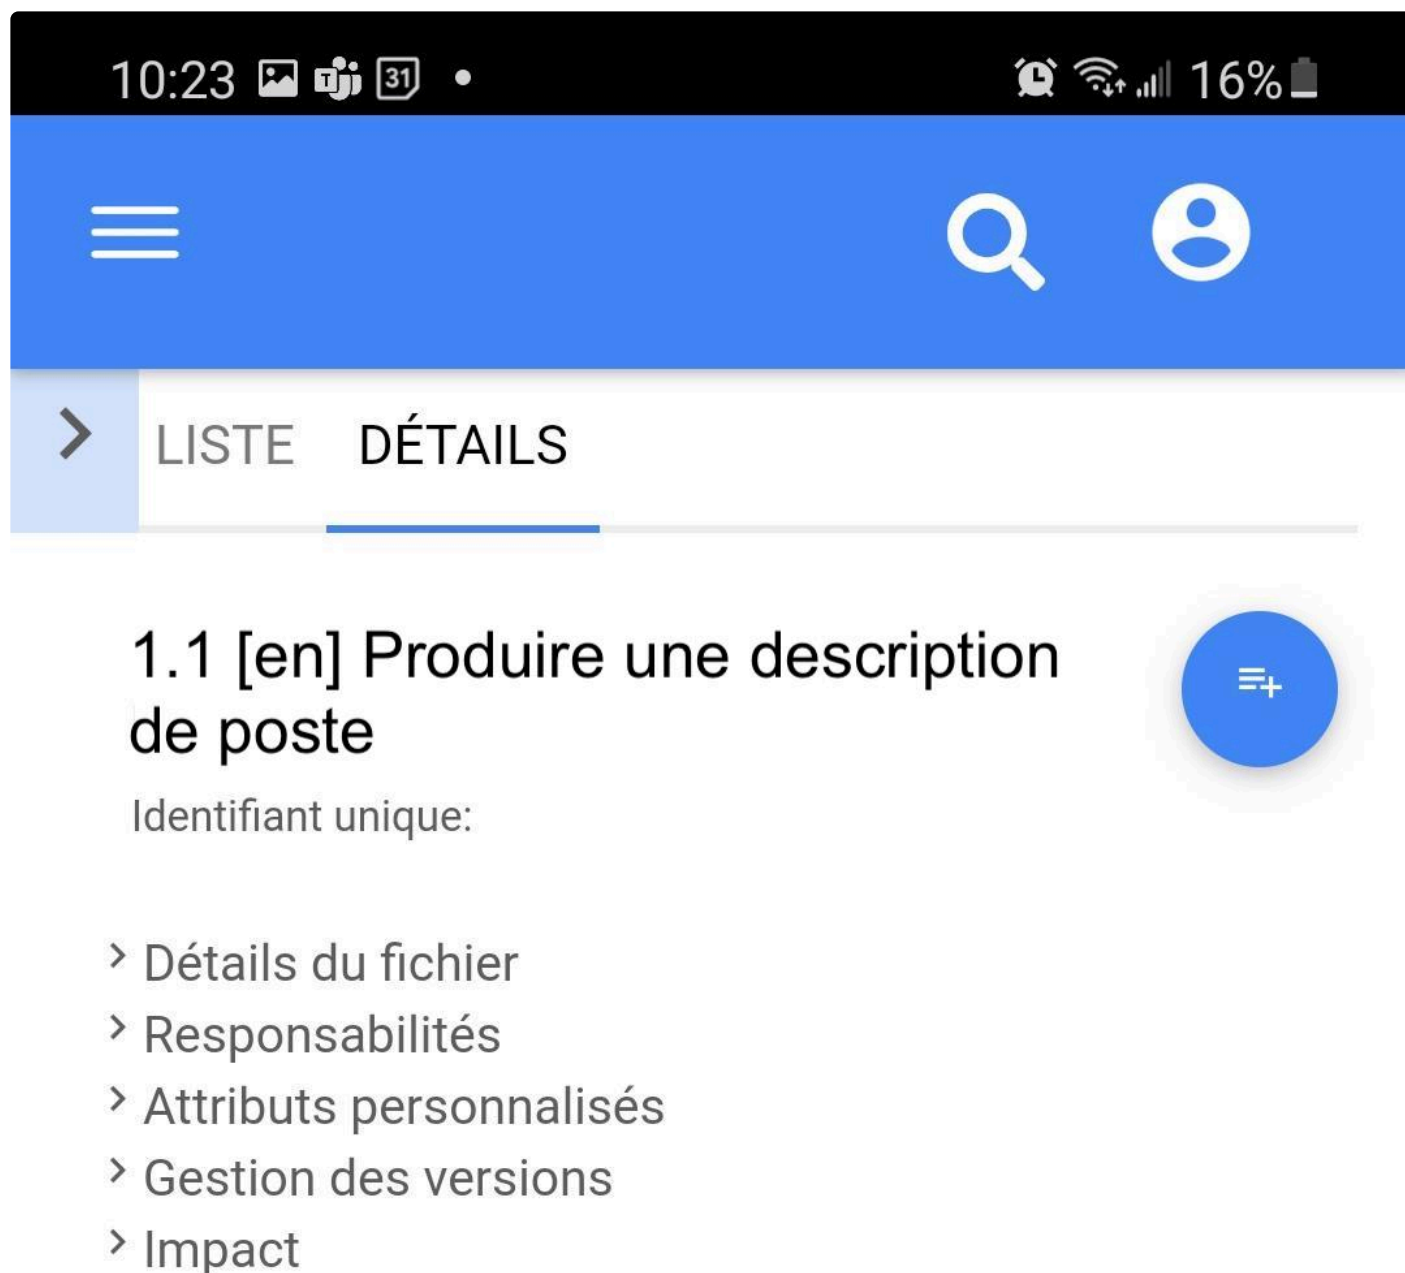 10:23 31 16%
LISTE DÉTAILS
1.1 [en] Produire une description
de poste
Identifiant unique:
Détails du fichier
Responsabilités
Attributs personnalisés
Gestion des versions
Impact